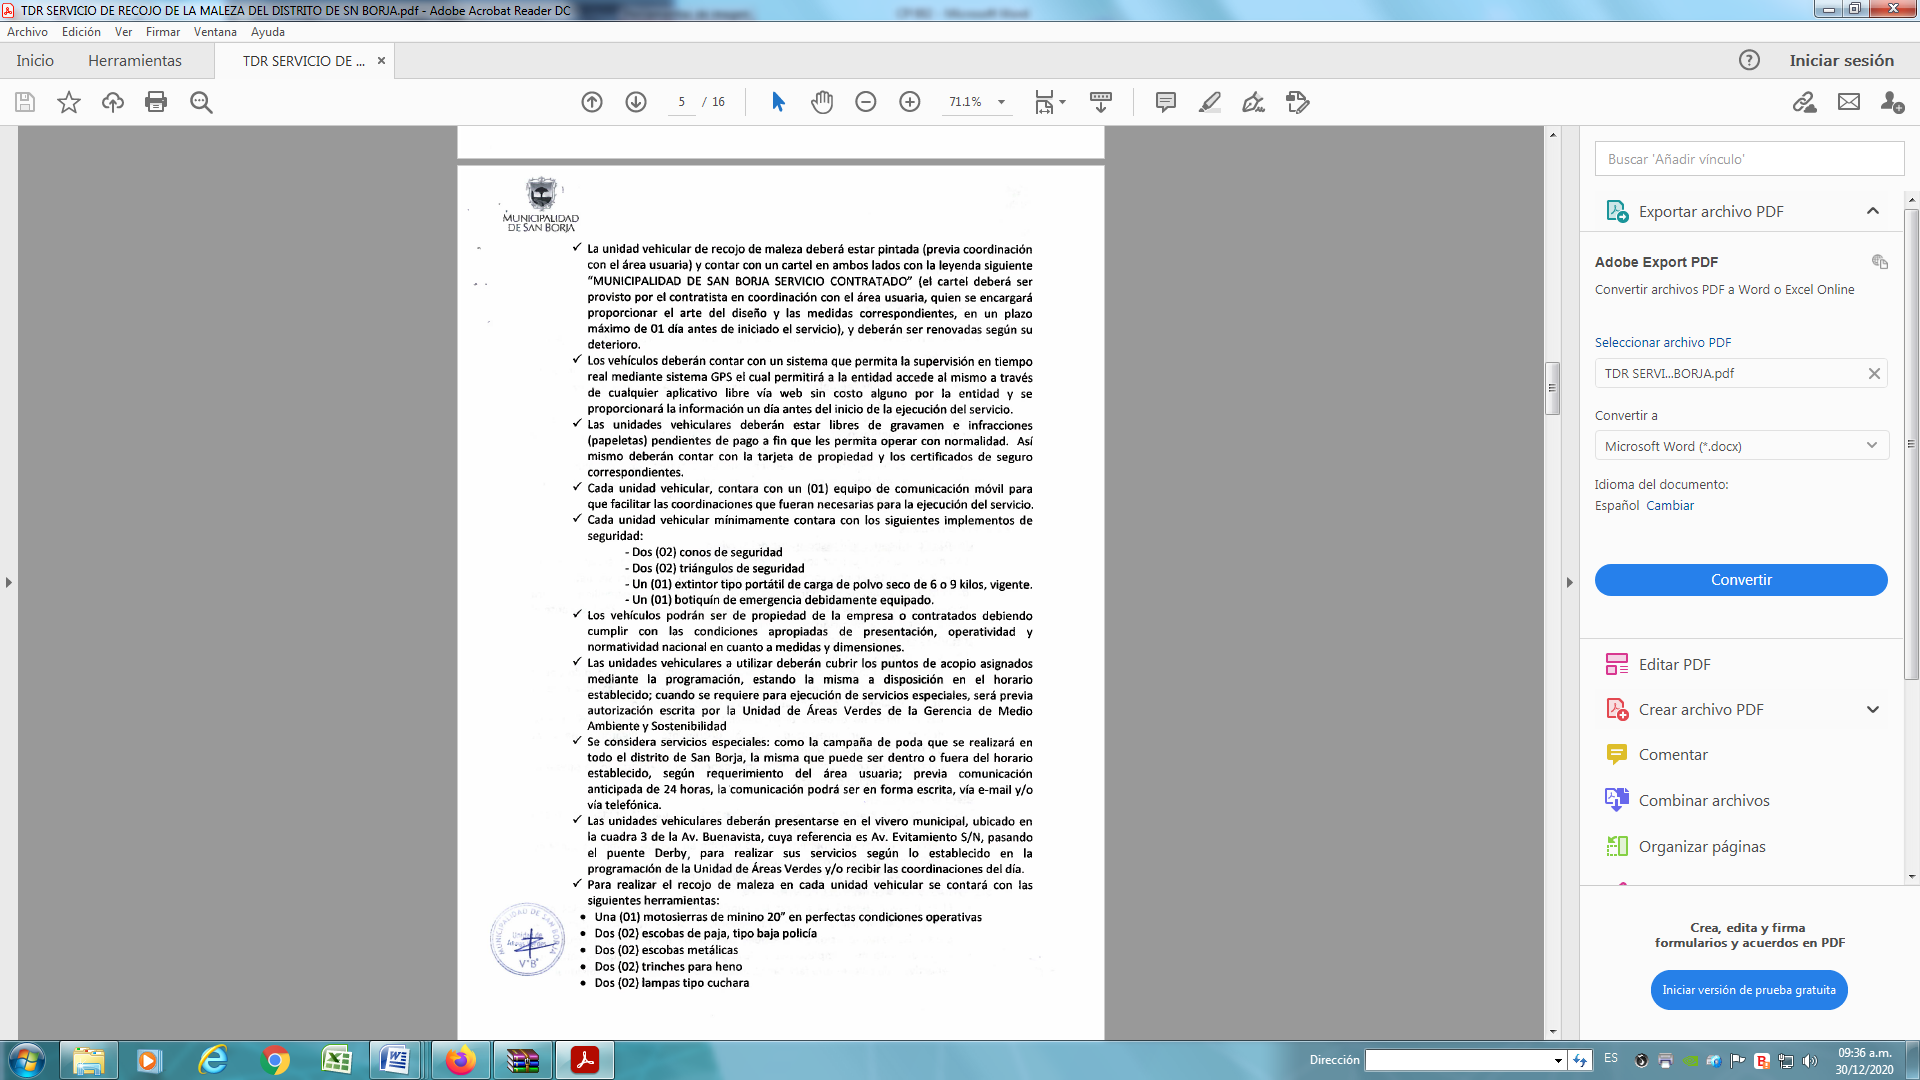 TDR SERVICIO DE RECOJO DE LA MALEZA DEL DISTRITO DE SN BORJA.pdf - Adobe Acrobat Reader DC
Archivo Edición Ver Firmar Ventana Ayuda
Inicio Herramientas TDR SERVICIO DE ... × Iniciar sesión
5 / 16 71.1%
MUNICIPALIDAD
DE SAN BORJA
✓ La unidad vehicular de recojo de maleza deberá estar pintada (previa coordinación
con el área usuaria) y contar con un cartel en ambos lados con la leyenda siguiente
“MUNICIPALIDAD DE SAN BORJA SERVICIO CONTRATADO” (el cartel deberá ser
provisto por el contratista en coordinación con el área usuaria, quien se encargará
proporcionar el arte del diseño y las medidas correspondientes, en un plazo
máximo de 01 día antes de iniciado el servicio), y deberán ser renovadas según su
deterioro.
✓ Los vehículos deberán contar con un sistema que permita la supervisión en tiempo
real mediante sistema GPS el cual permitirá a la entidad accede al mismo a través
de cualquier aplicativo libre vía web sin costo alguno por la entidad y se
proporcionará la información un día antes del inicio de la ejecución del servicio.
✓ Las unidades vehiculares deberán estar libres de gravamen e infracciones
(papeletas) pendientes de pago a fin que les permita operar con normalidad. Así
mismo deberán contar con la tarjeta de propiedad y los certificados de seguro
correspondientes.
✓ Cada unidad vehicular, contara con un (01) equipo de comunicación móvil para
que facilitar las coordinaciones que fueran necesarias para la ejecución del servicio.
✓ Cada unidad vehicular mínimamente contara con los siguientes implementos de
seguridad:
- Dos (02) conos de seguridad
- Dos (02) triángulos de seguridad
- Un (01) extintor tipo portátil de carga de polvo seco de 6 o 9 kilos, vigente.
- Un (01) botiquín de emergencia debidamente equipado.
✓ Los vehículos podrán ser de propiedad de la empresa o contratados debiendo
cumplir con las condiciones apropiadas de presentación, operatividad y
normatividad nacional en cuanto a medidas y dimensiones.
✓ Las unidades vehiculares a utilizar deberán cubrir los puntos de acopio asignados
mediante la programación, estando la misma a disposición en el horario
establecido; cuando se requiere para ejecución de servicios especiales, será previa
autorización escrita por la Unidad de Áreas Verdes de la Gerencia de Medio
Ambiente y Sostenibilidad
✓ Se considera servicios especiales: como la campaña de poda que se realizará en
todo el distrito de San Borja, la misma que puede ser dentro o fuera del horario
establecido, según requerimiento del área usuaria; previa comunicación
anticipada de 24 horas, la comunicación podrá ser en forma escrita, vía e-mail y/o
vía telefónica.
✓ Las unidades vehiculares deberán presentarse en el vivero municipal, ubicado en
la cuadra 3 de la Av. Buenavista, cuya referencia es Av. Evitamiento S/N, pasando
el puente Derby, para realizar sus servicios según lo establecido en la
programación de la Unidad de Áreas Verdes y/o recibir las coordinaciones del día.
✓ Para realizar el recojo de maleza en cada unidad vehicular se contará con las
siguientes herramientas:
• Una (01) motosierras de minino 20” en perfectas condiciones operativas
• Dos (02) escobas de paja, tipo baja policía
• Dos (02) escobas metálicas
• Dos (02) trinches para heno
• Dos (02) lampas tipo cuchara
MUNICIPALIDAD DE SAN BORJA
Unidad de
V°B°
Buscar 'Añadir vínculo'
Exportar archivo PDF
Adobe Export PDF
Convertir archivos PDF a Word o Excel Online
Seleccionar archivo PDF
TDR SERVI...BORJA.pdf
Convertir a
Microsoft Word (*.docx)
Idioma del documento:
Español Cambiar
Convertir
Editar PDF
Crear archivo PDF
Comentar
Combinar archivos
Organizar páginas
Crea, edita y firma
formularios y acuerdos en PDF
Iniciar versión de prueba gratuita
Dirección ES 09:36 a.m.
30/12/2020